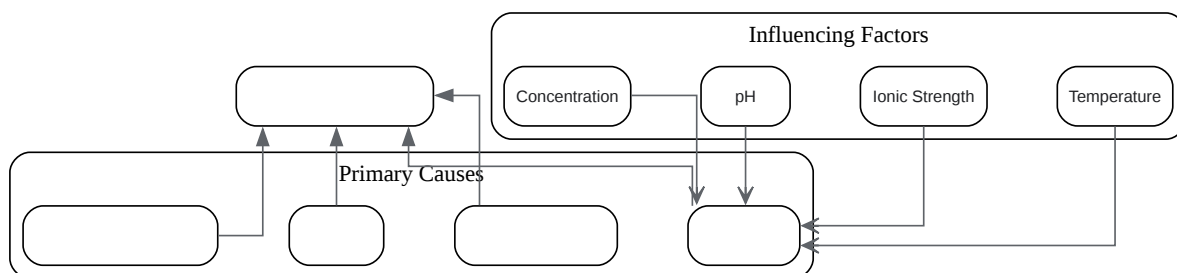 Influencing Factors
Concentration
pH
Ionic Strength
Temperature
Primary Causes